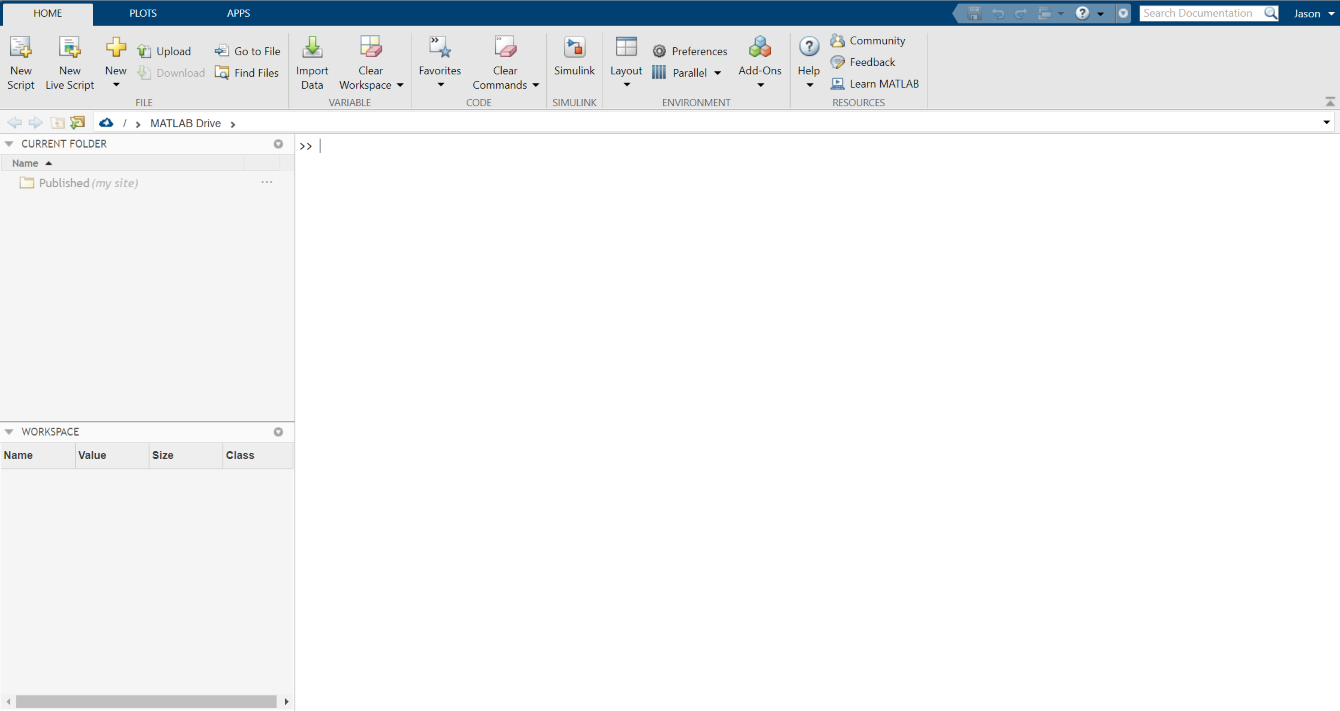 HOME PLOTS APPS Search Documentation Jason
New Script
New Live Script
New
Upload
Download
Go to File
Find Files
FILE
Import Data
Clear Workspace
VARIABLE
Favorites
Clear Commands
CODE
Simulink
SIMULINK
Layout
Preferences
Parallel
Add-Ons
ENVIRONMENT
Help
Community
Feedback
Learn MATLAB
RESOURCES
/ MATLAB Drive
CURRENT FOLDER
Name
Published (my site) ...
>>
WORKSPACE
Name Value Size Class